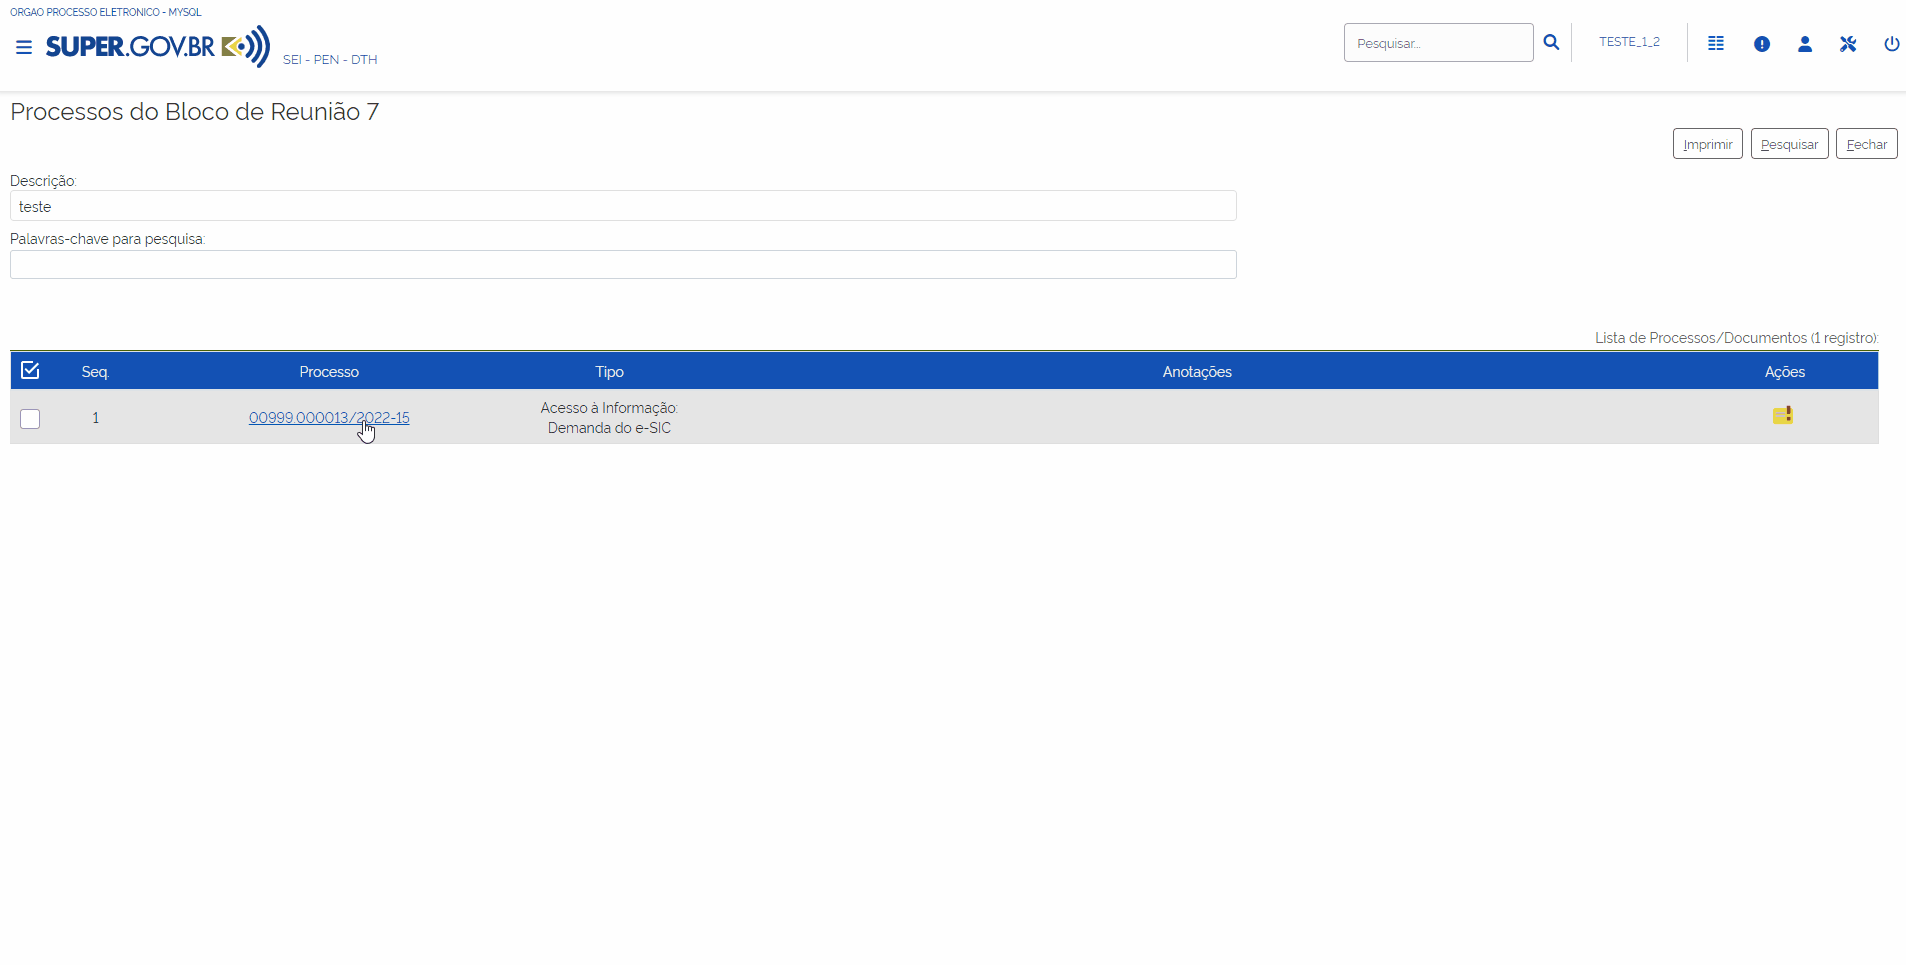 ORGAO PROCESSO ELETRONICO - MYSQL
SUPER.GOV.BR
SEI - PEN - DTH
Pesquisar...
TESTE_1_2
Processos do Bloco de Reunião 7
Imprimir
Pesquisar
Fechar
Descrição:
teste
Palavras-chave para pesquisa:
Lista de Processos/Documentos (1 registro):
Seq. Processo Tipo Anotações Ações
1 00999.000013/2022-15 Acesso à Informação:
Demanda do e-SIC